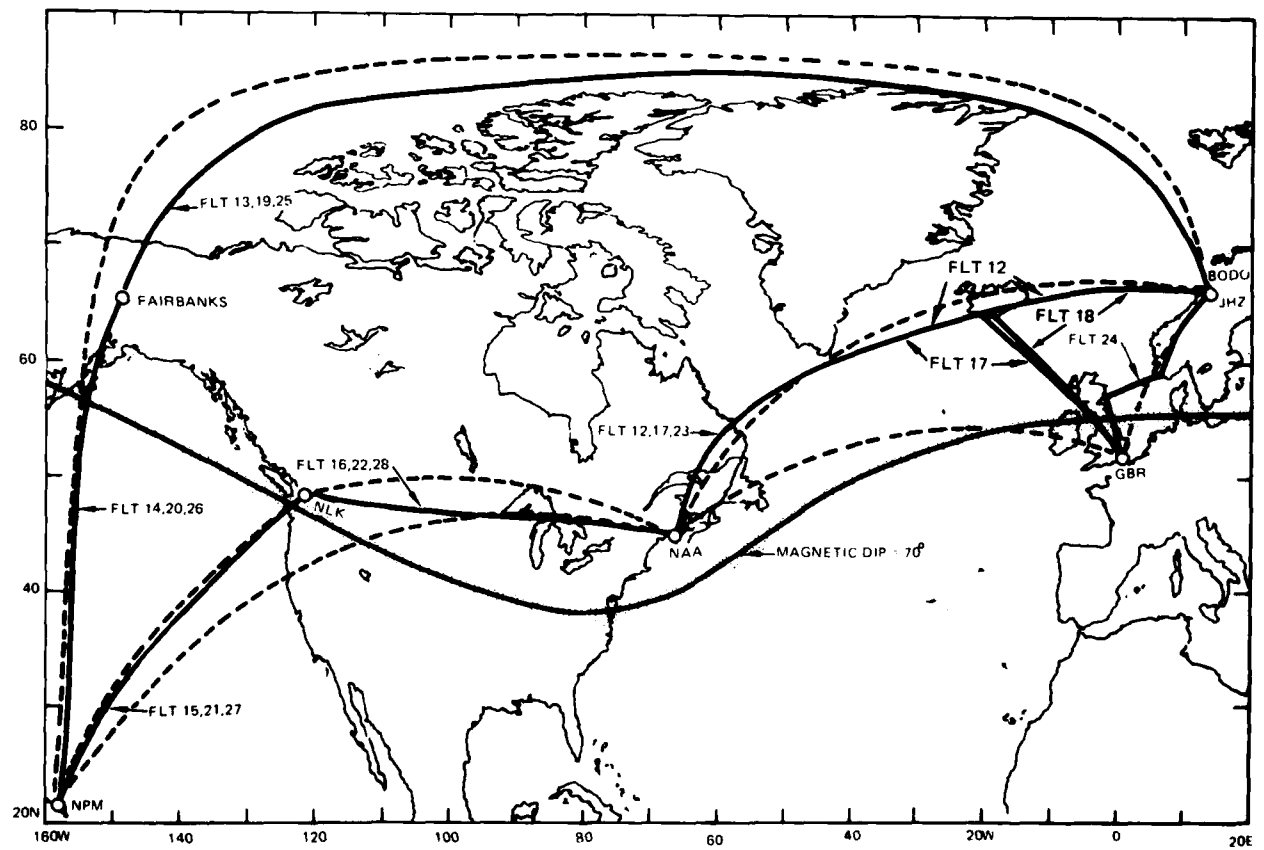 80
FLT 13,19,25
FLT 12
BODO
JHZ
FAIRBANKS
FLT 18
FLT 24
60
FLT 17
FLT 12,17,23
FLT 16,22,28
GBR
NLK
FLT 14,20,26
NAA
MAGNETIC DIP = 70°
40
FLT 15,21,27
NPM
20N
160W 140 120 100 80 60 40 20W 0 20E